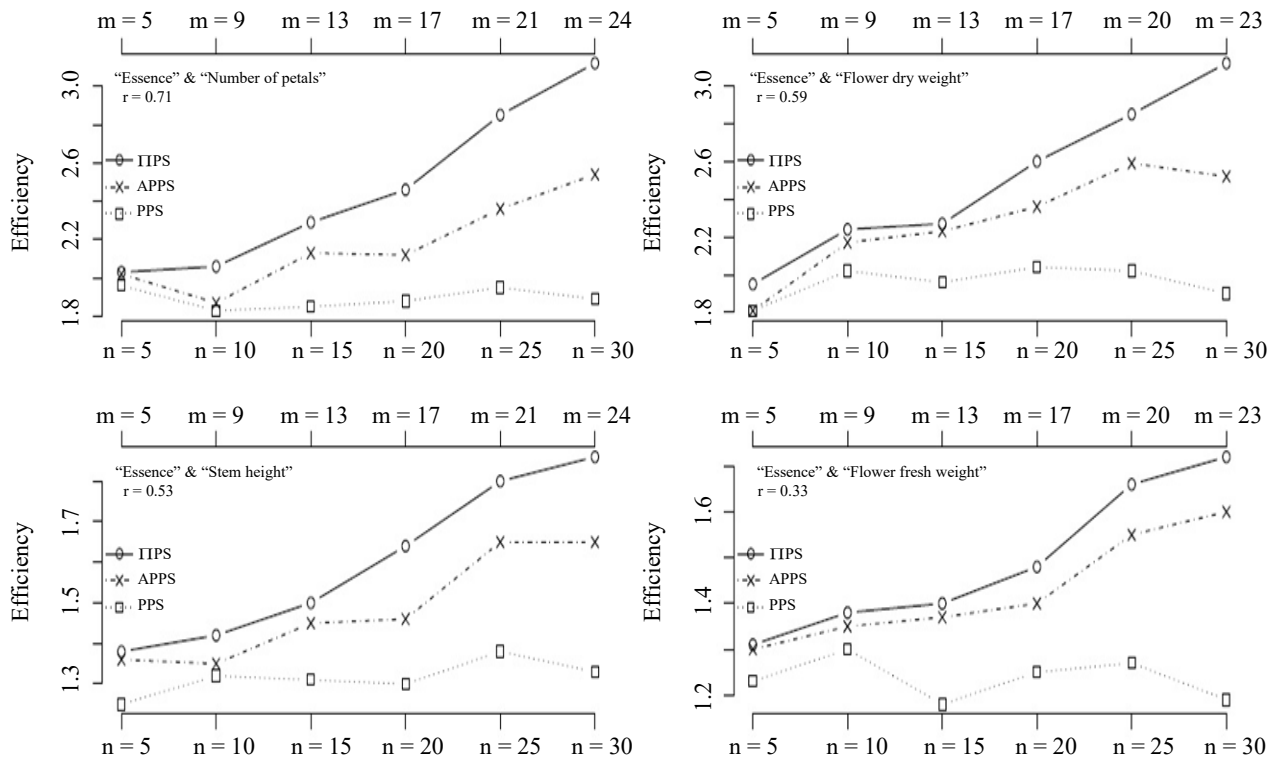 m = 5 m = 9 m = 13 m = 17 m = 21 m = 24
“Essence” & “Number of petals”
r = 0.71
3.0
2.6
2.2
1.8
Efficiency
ΠPS
APPS
PPS
n = 5 n = 10 n = 15 n = 20 n = 25 n = 30
m = 5 m = 9 m = 13 m = 17 m = 20 m = 23
“Essence” & “Flower dry weight”
r = 0.59
3.0
2.6
2.2
1.8
Efficiency
ΠPS
APPS
PPS
n = 5 n = 10 n = 15 n = 20 n = 25 n = 30
m = 5 m = 9 m = 13 m = 17 m = 21 m = 24
“Essence” & “Stem height”
r = 0.53
1.7
1.5
1.3
Efficiency
ΠPS
APPS
PPS
n = 5 n = 10 n = 15 n = 20 n = 25 n = 30
m = 5 m = 9 m = 13 m = 17 m = 20 m = 23
“Essence” & “Flower fresh weight”
r = 0.33
1.6
1.4
1.2
Efficiency
ΠPS
APPS
PPS
n = 5 n = 10 n = 15 n = 20 n = 25 n = 30